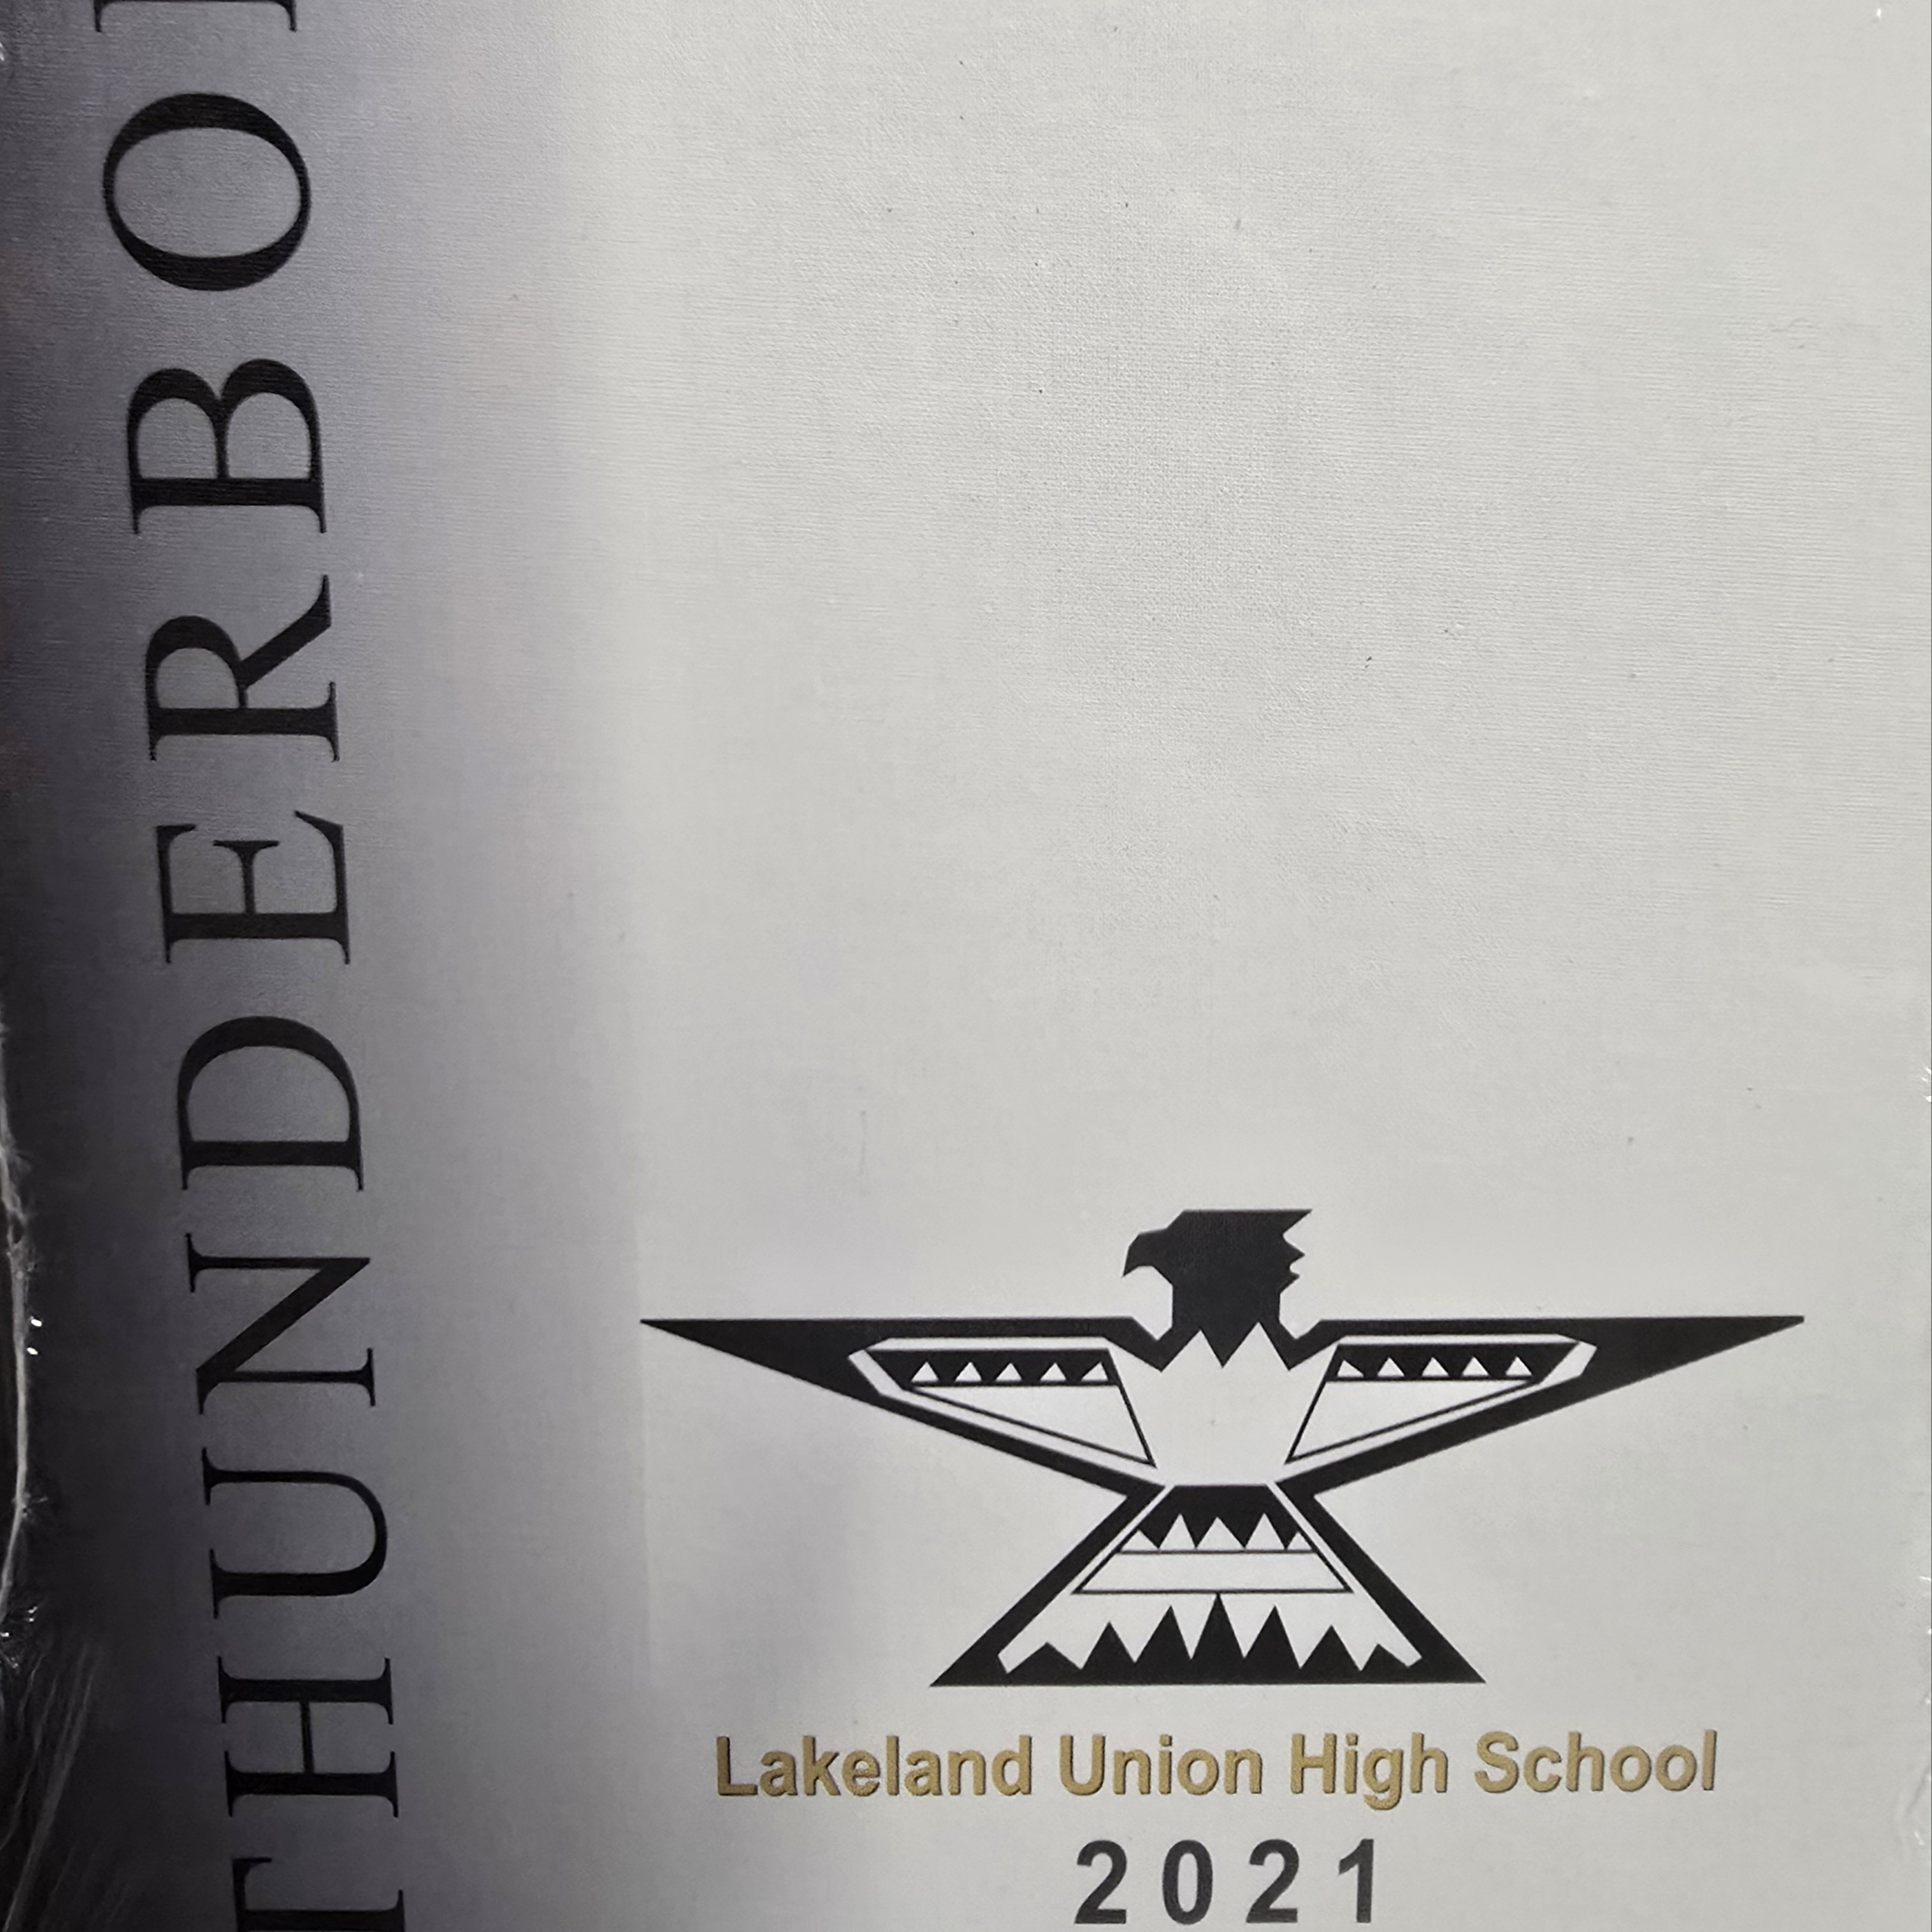 THUNDERBO
Lakeland Union High School
2021